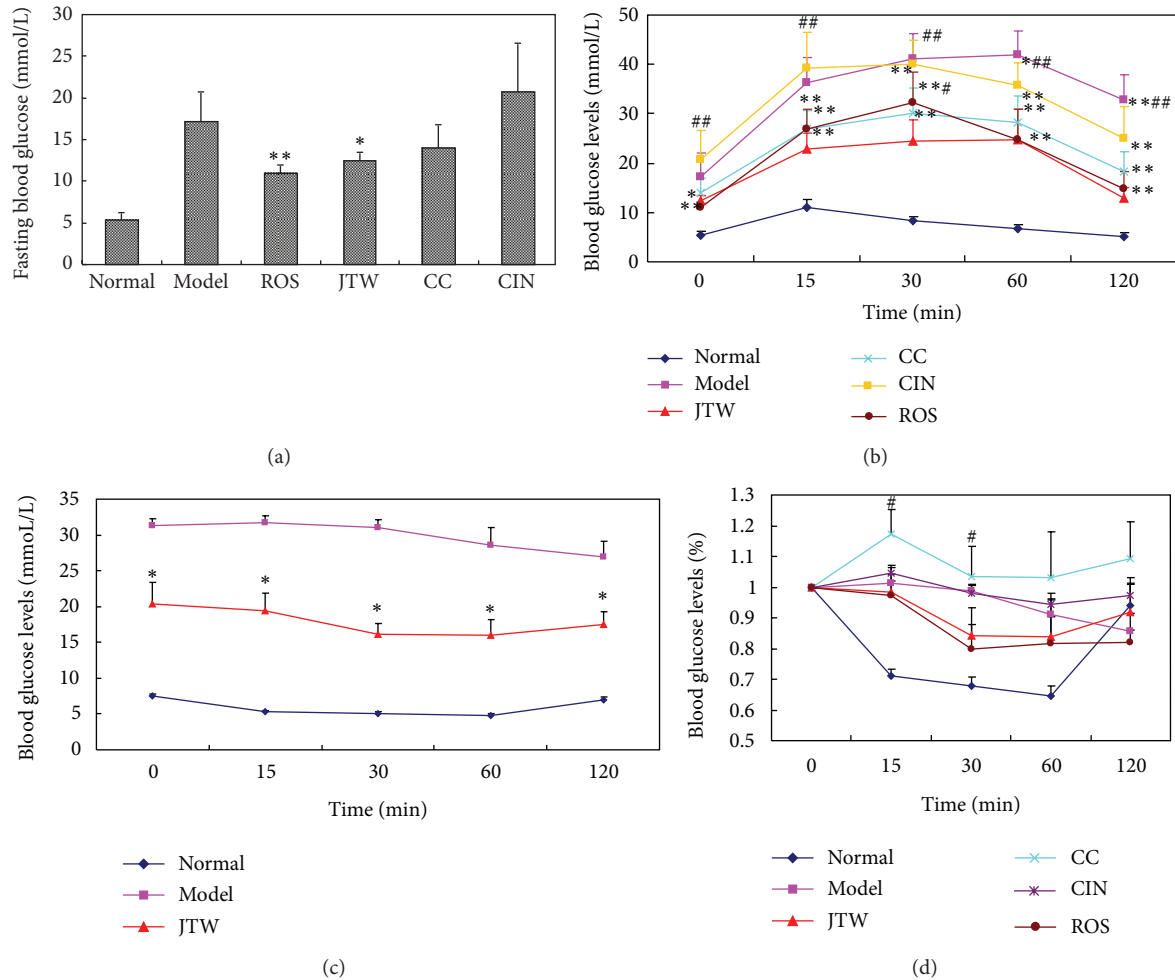 Fasting blood glucose (mmol/L)
30
25
20
15
10
5
0
**
*
Normal Model ROS JTW CC CIN
(a)
Blood glucose levels (mmol/L)
50
40
30
20
10
0
##
##
##
*##
**##
**
**#
**
**
**
**
**
**
**
**
**
**
**
*
**
0 15 30 60 120
Time (min)
Normal CC
Model CIN
JTW ROS
(b)
Blood glucose levels (mmoL/L)
35
30
25
20
15
10
5
0
* * * * *
0 15 30 60 120
Time (min)
Normal
Model
JTW
(c)
Blood glucose levels (%)
1.3
1.2
1.1
1
0.9
0.8
0.7
0.6
0.5
# #
0 15 30 60 120
Time (min)
Normal CC
Model CIN
JTW ROS
(d)